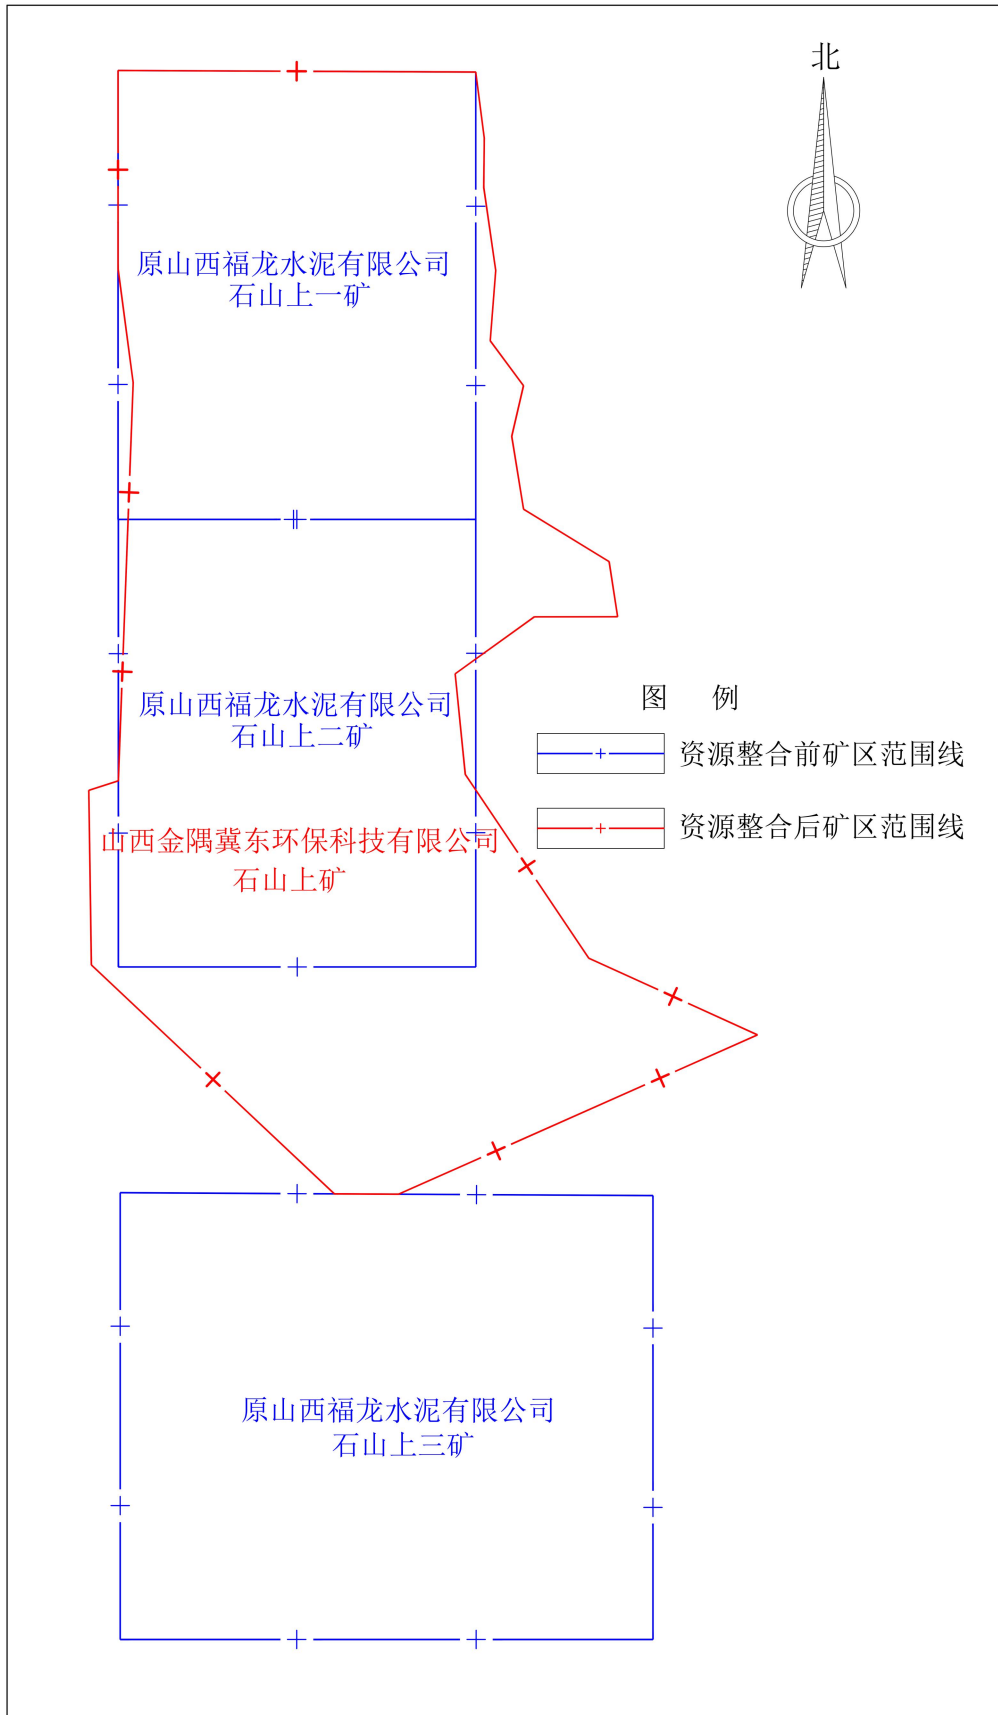 北
原山西福龙水泥有限公司
石山上一矿
原山西福龙水泥有限公司
石山上二矿
图 例
资源整合前矿区范围线
资源整合后矿区范围线
山西金隅冀东环保科技有限公司
石山上矿
原山西福龙水泥有限公司
石山上三矿